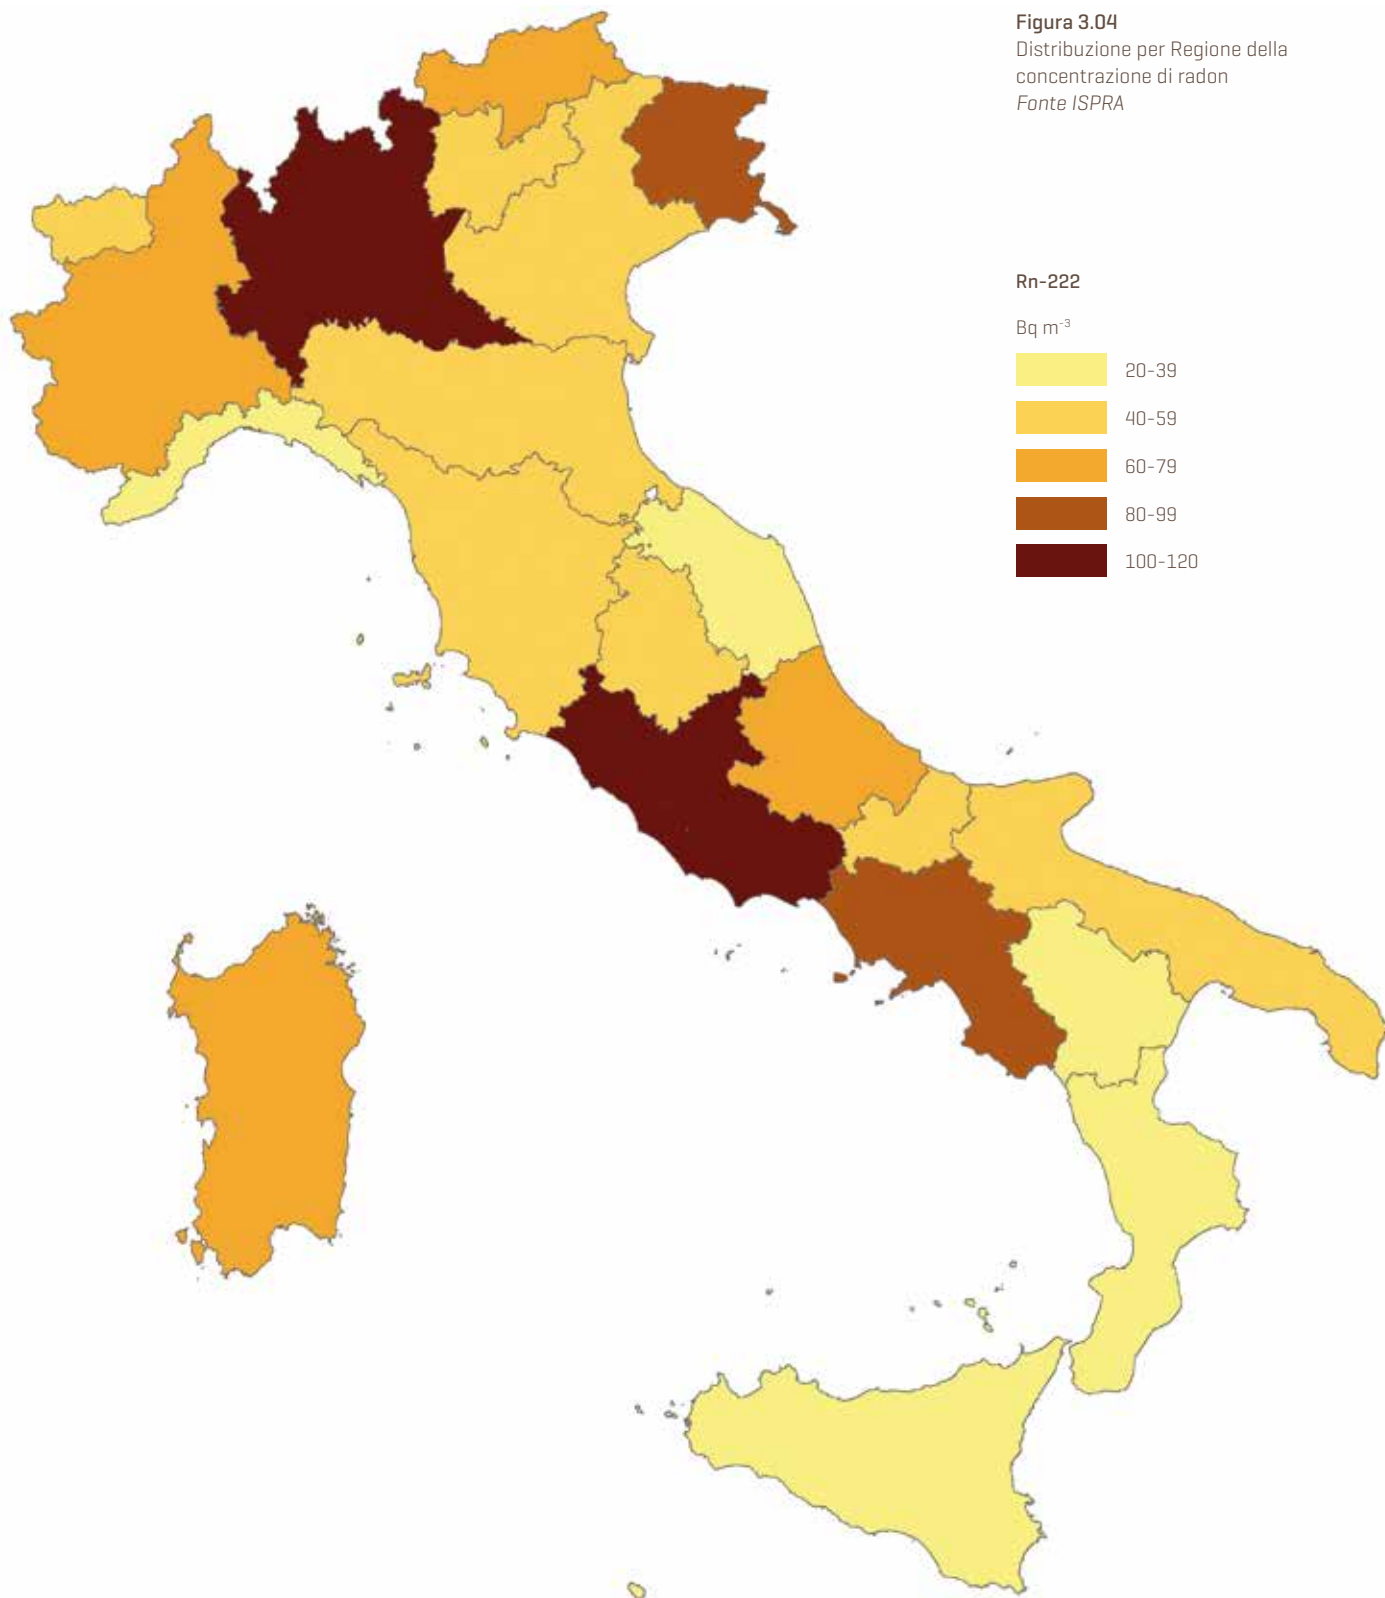 Figura 3.04
Distribuzione per Regione della
concentrazione di radon
Fonte ISPRA
Rn-222
Bq m⁻³
20-39
40-59
60-79
80-99
100-120